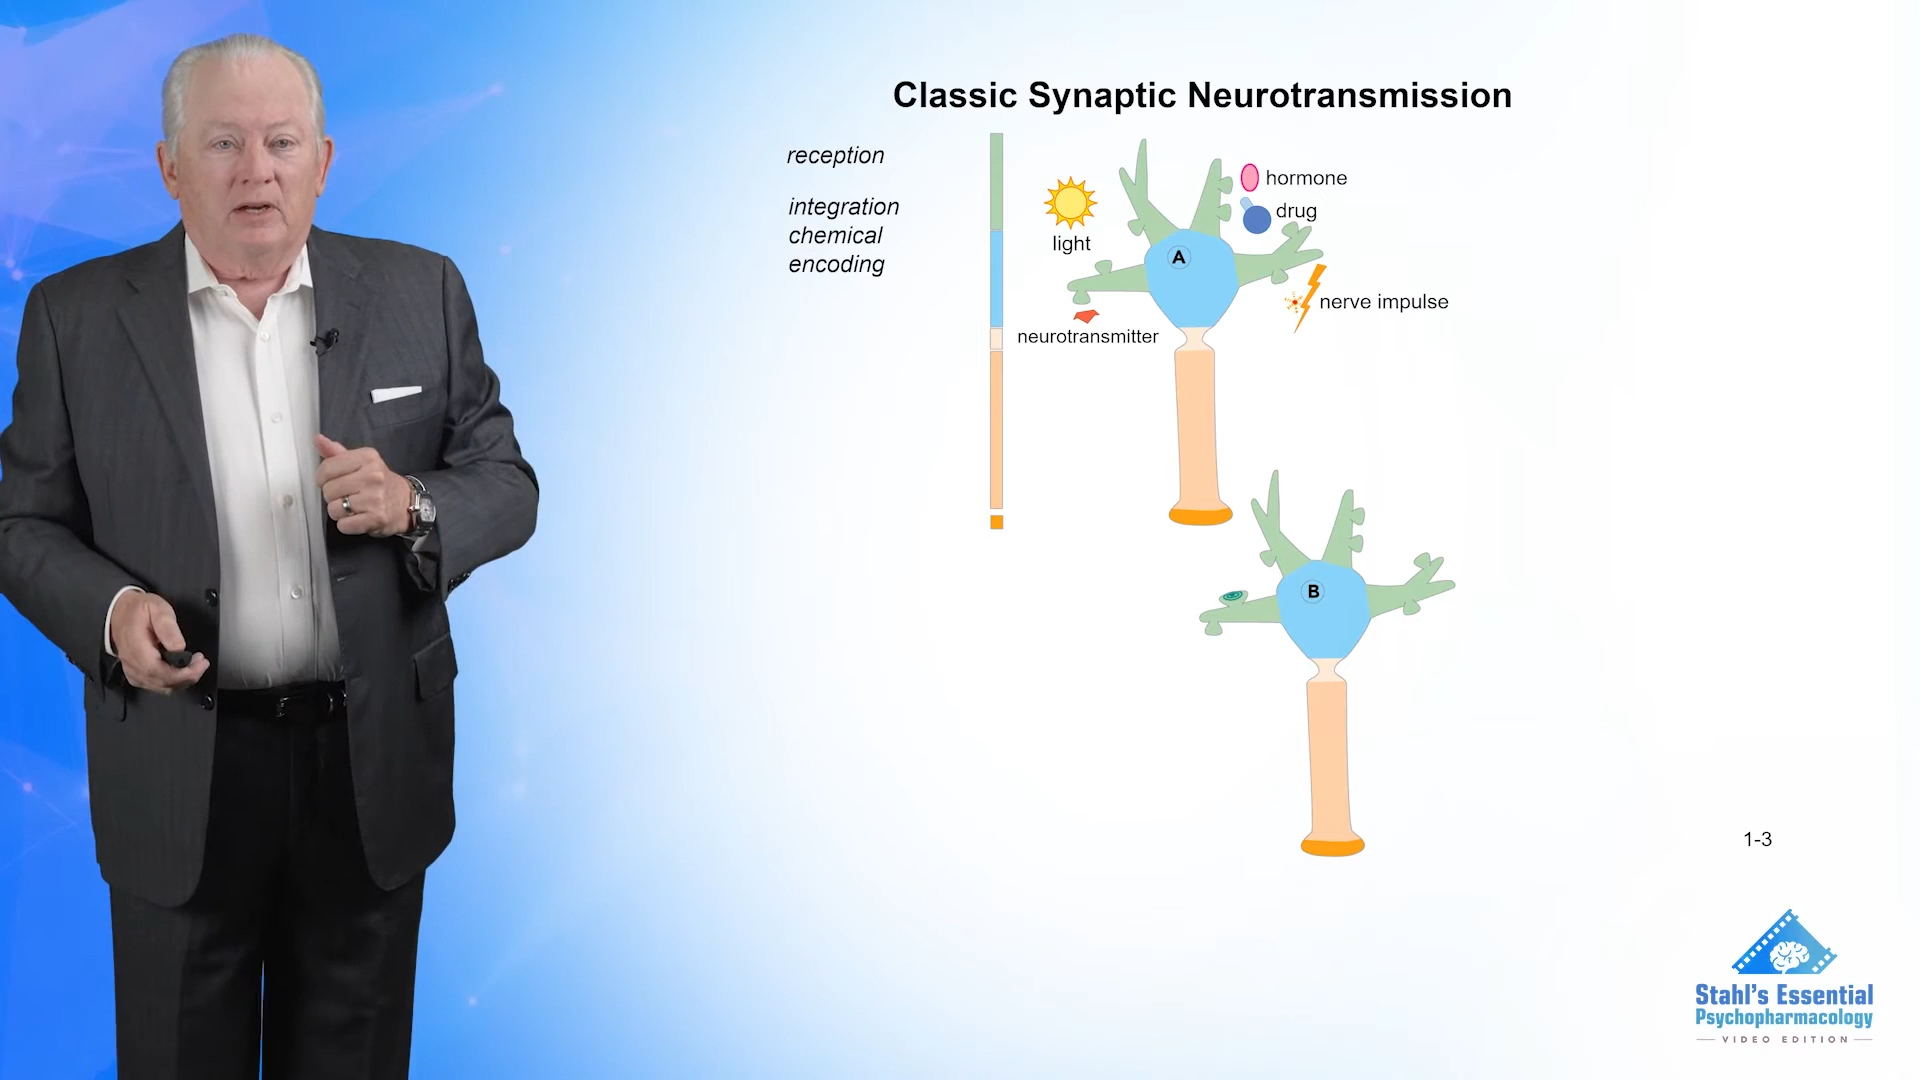 Classic Synaptic Neurotransmission
reception
integration
chemical
encoding
light
hormone
drug
A
nerve impulse
neurotransmitter
B
1-3
Stahl's Essential
Psychopharmacology
VIDEO EDITION